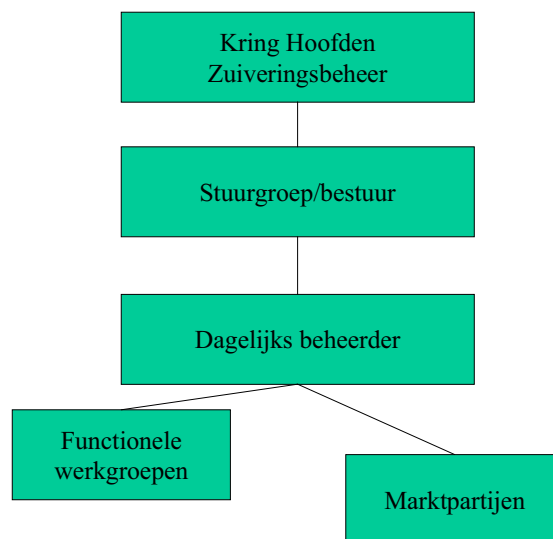 Kring Hoofden
Zuiveringsbeheer
Stuurgroep/bestuur
Dagelijks beheerder
Functionele
werkgroepen
Marktpartijen